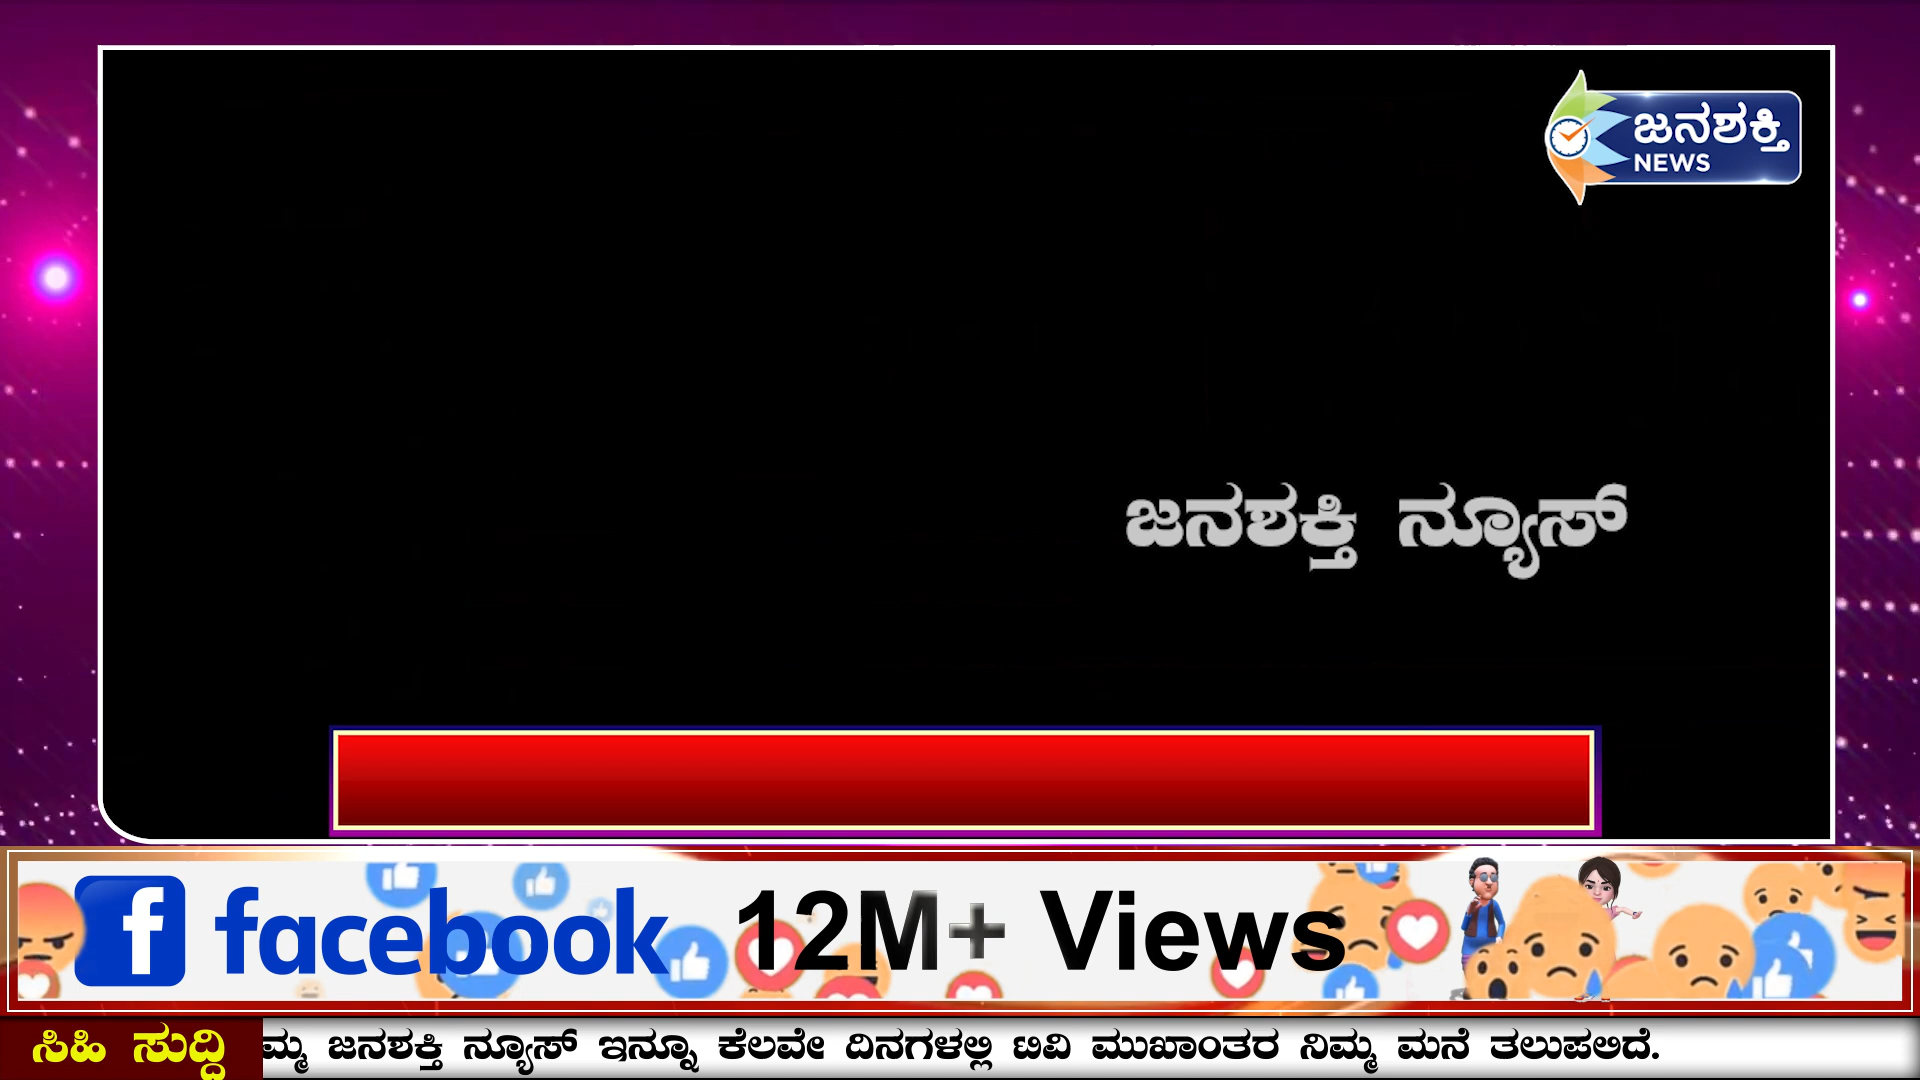 ಜನಶಕ್ತಿ
NEWS
ಜನಶಕ್ತಿ ನ್ಯೂಸ್
facebook 12M+ Views
ಸಿಹಿ ಸುದ್ದಿ
ಜನಶಕ್ತಿ ನ್ಯೂಸ್ ಇನ್ನೂ ಕೆಲವೇ ದಿನಗಳಲ್ಲಿ ಟಿವಿ ಮುಖಾಂತರ ನಿಮ್ಮ ಮನೆ ತಲುಪಲಿದೆ.